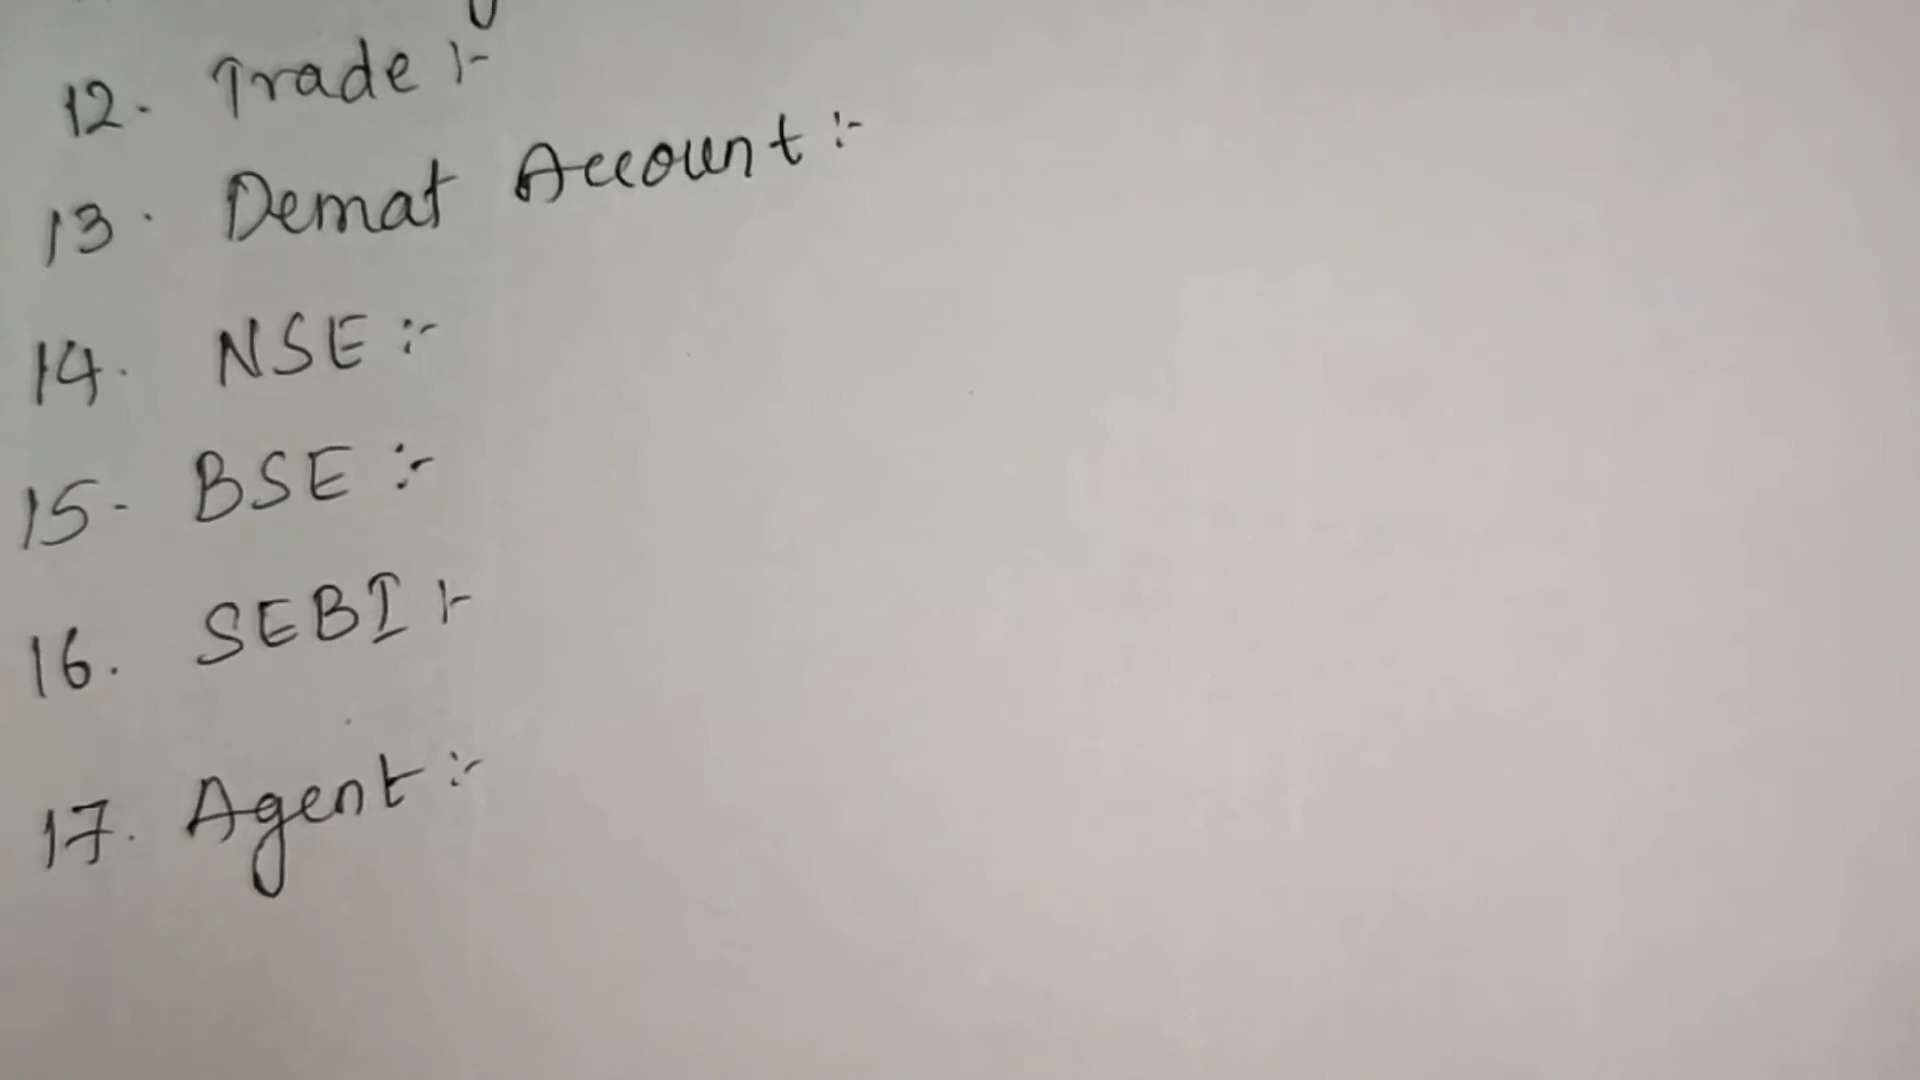 12. Trade :-
13. Demat Account :-
14. NSE :-
15. BSE :-
16. SEBI :-
17. Agent :-